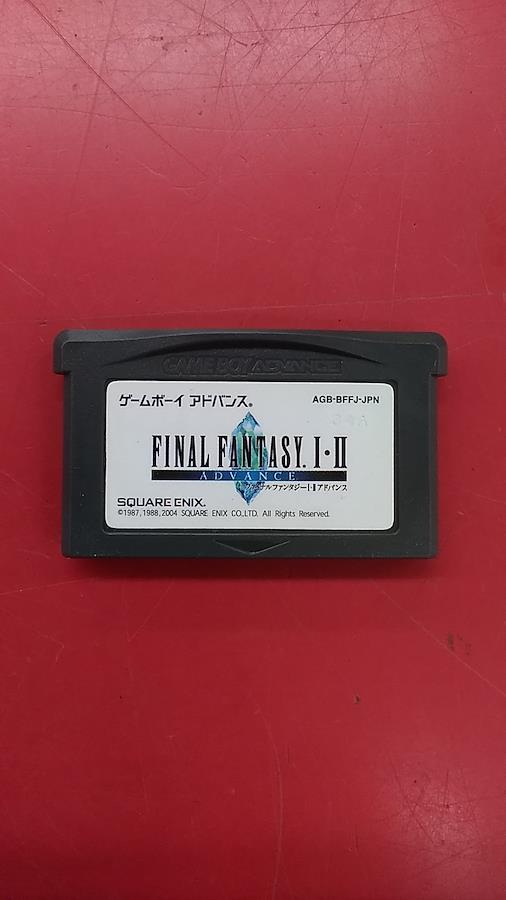 GAME BOY ADVANCE
ゲームボーイ アドバンス®
AGB-BFFJ-JPN
FINAL FANTASY. I·II
ADVANCE
ファイナルファンタジーI·II アドバンス
SQUARE ENIX.
©1987,1988,2004 SQUARE ENIX CO.,LTD. All Rights Reserved.